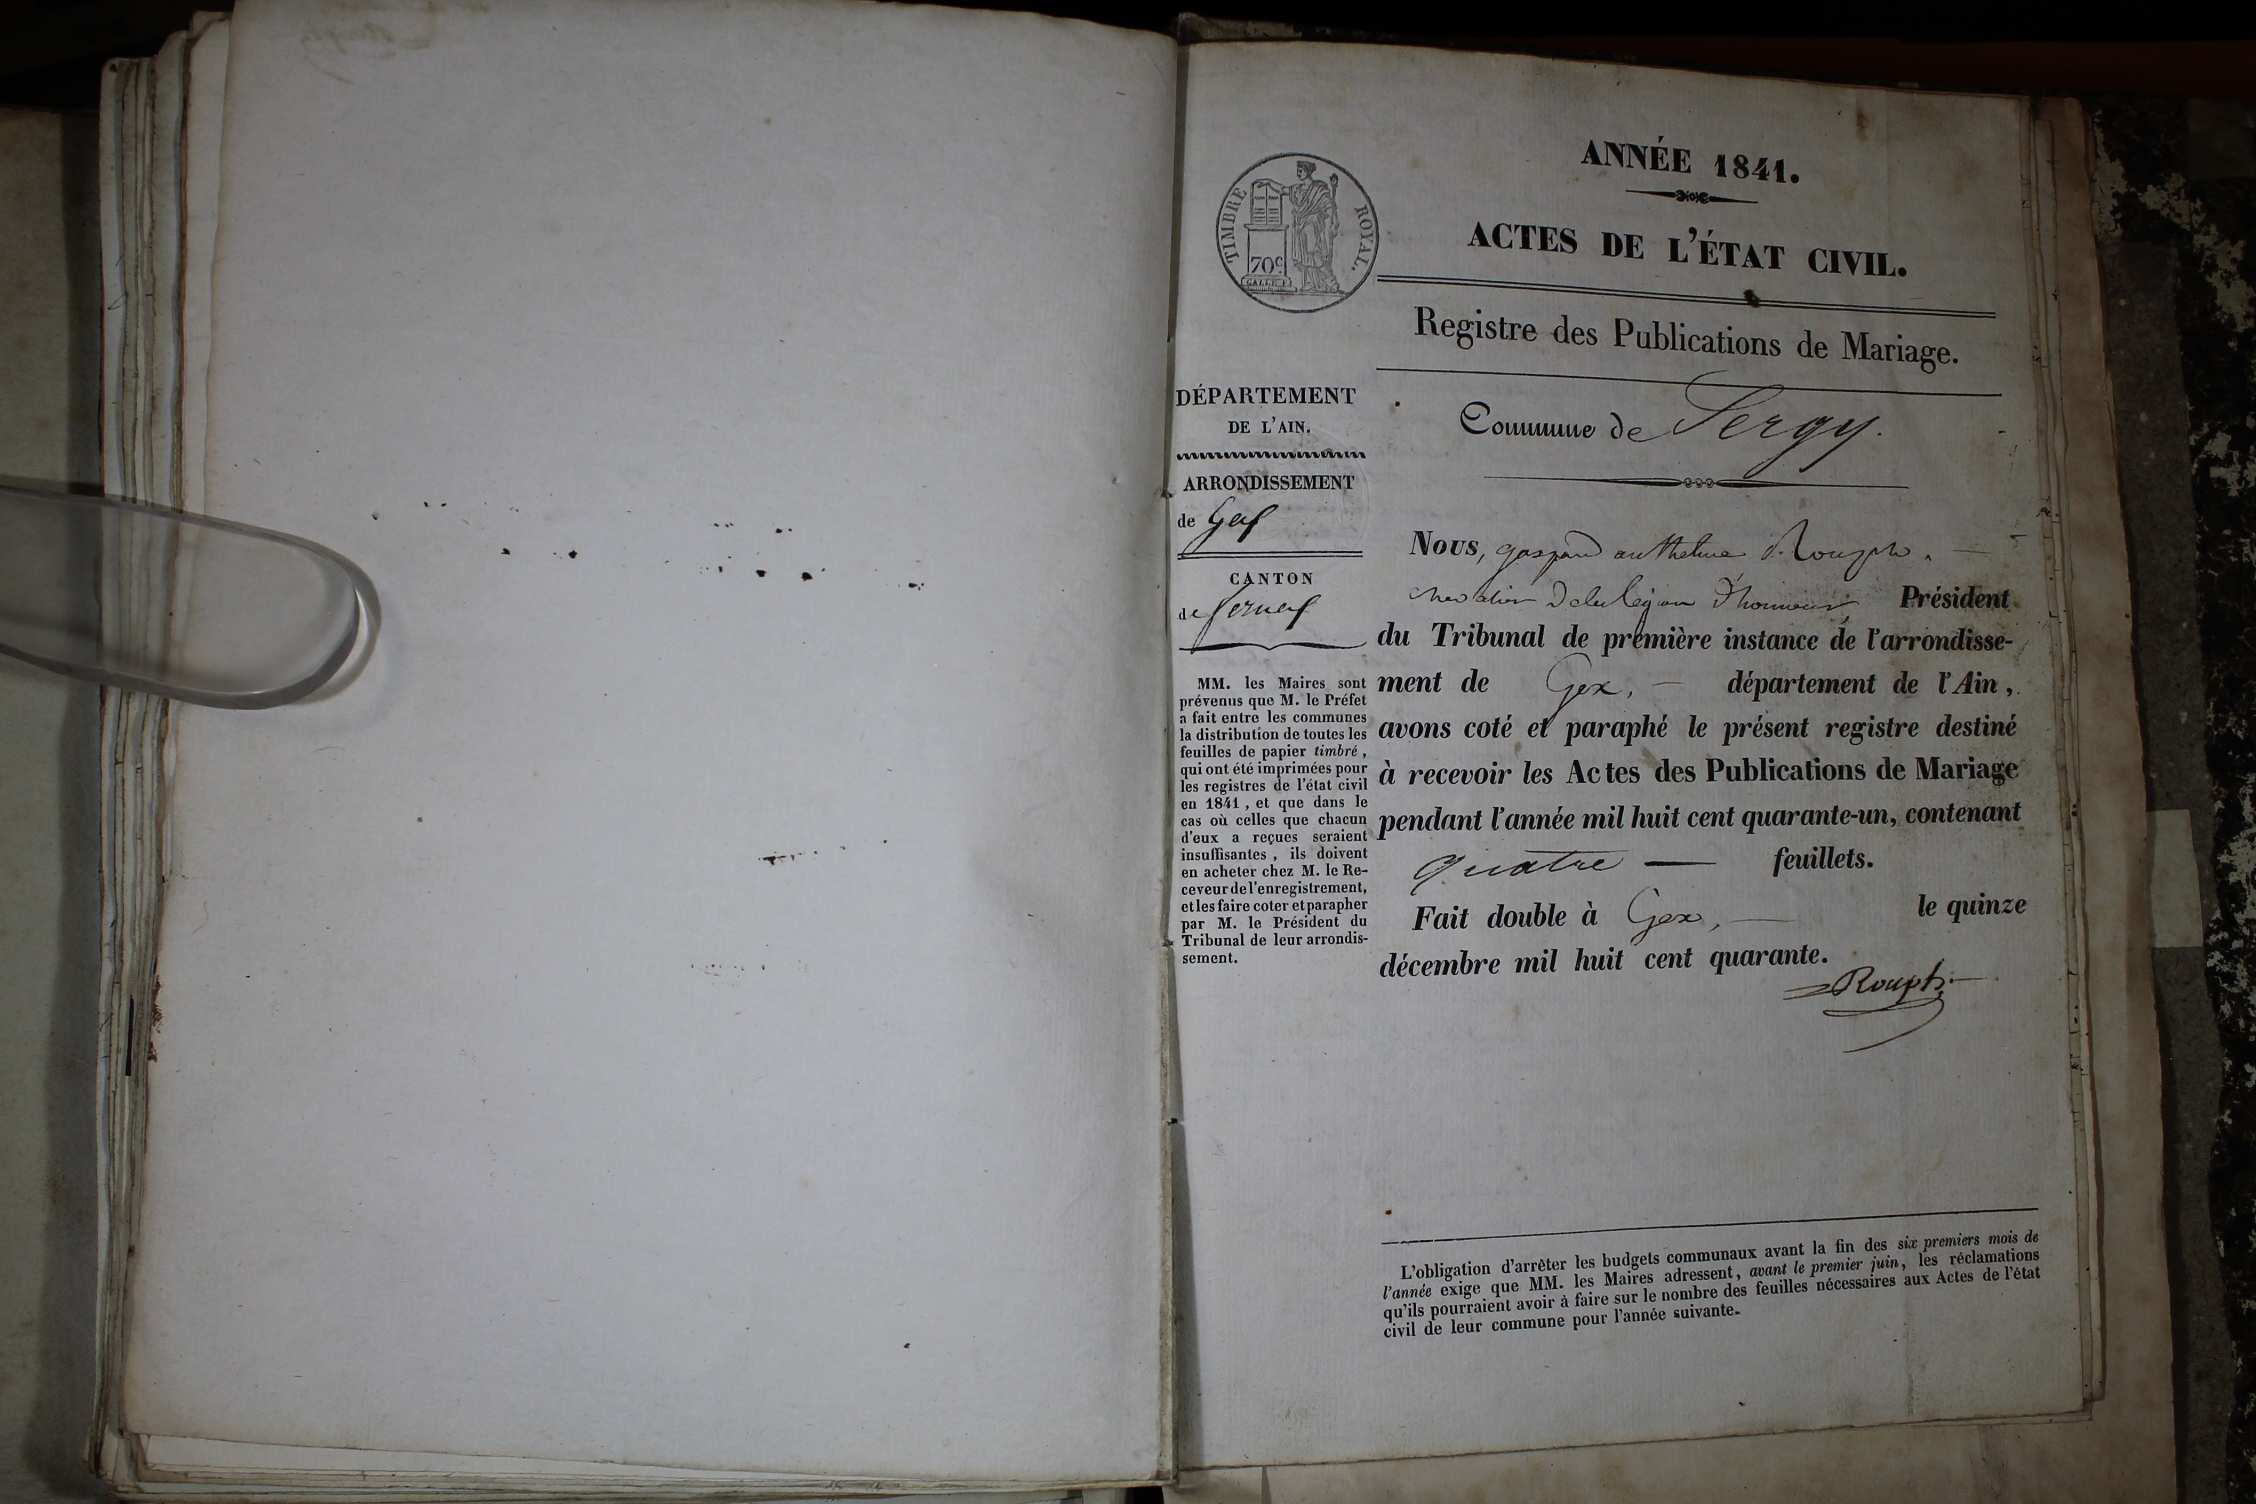 ANNÉE 1841.
ACTES DE L'ÉTAT CIVIL.
TIMBRE ROYAL.
70c
Registre des Publications de Mariage.
Commune de Sergy.
DÉPARTEMENT
DE L'AIN.
ARRONDISSEMENT
de Gex
CANTON
de Fernex
MM. les Maires sont
prévenus que M. le Préfet
a fait entre les communes
la distribution de toutes les
feuilles de papier timbré,
qui ont été imprimées pour
les registres de l'état civil
en 1841, et que dans le
cas où celles que chacun
d'eux a reçues seraient
insuffisantes, ils doivent
en acheter chez M. le Re-
ceveur de l'enregistrement,
et les faire coter et parapher
par M. le Président du
Tribunal de leur arrondis-
sement.
Nous, gaspard anthelme Rouph.
chevalier de la légion d'honneur Président
du Tribunal de première instance de l'arrondisse-
ment de Gex, — département de l'Ain,
avons coté et paraphé le présent registre destiné
à recevoir les Actes des Publications de Mariage
pendant l'année mil huit cent quarante-un, contenant
quatre — feuillets.
Fait double à Gex, — le quinze
décembre mil huit cent quarante.
Rouph
L'obligation d'arrêter les budgets communaux avant la fin des six premiers mois de
l'année exige que MM. les Maires adressent, avant le premier juin, les réclamations
qu'ils pourraient avoir à faire sur le nombre des feuilles nécessaires aux Actes de l'état
civil de leur commune pour l'année suivante.